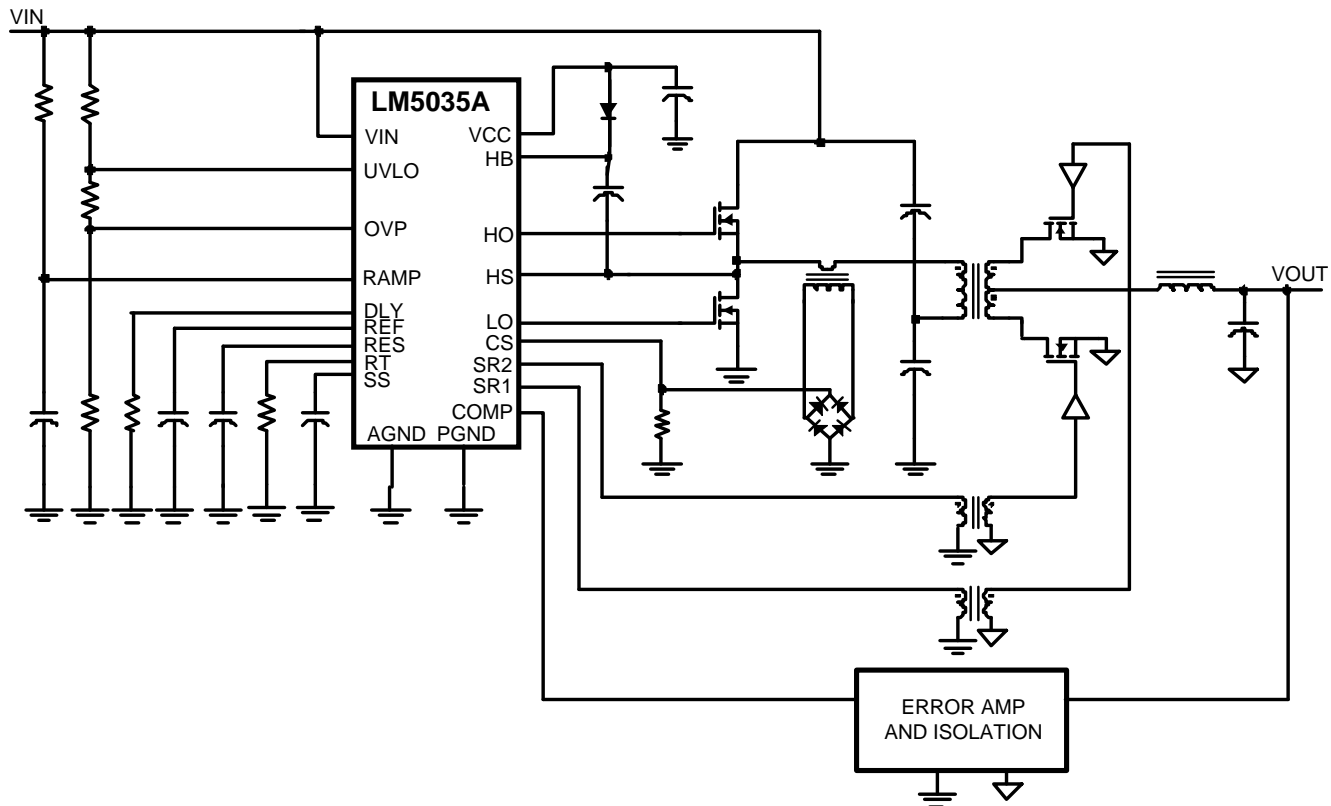 VIN
LM5035A
VIN
UVLO
OVP
RAMP
DLY
REF
RES
RT
SS
AGND PGND
VCC
HB
HO
HS
LO
CS
SR2
SR1
COMP
VOUT
ERROR AMP
AND ISOLATION